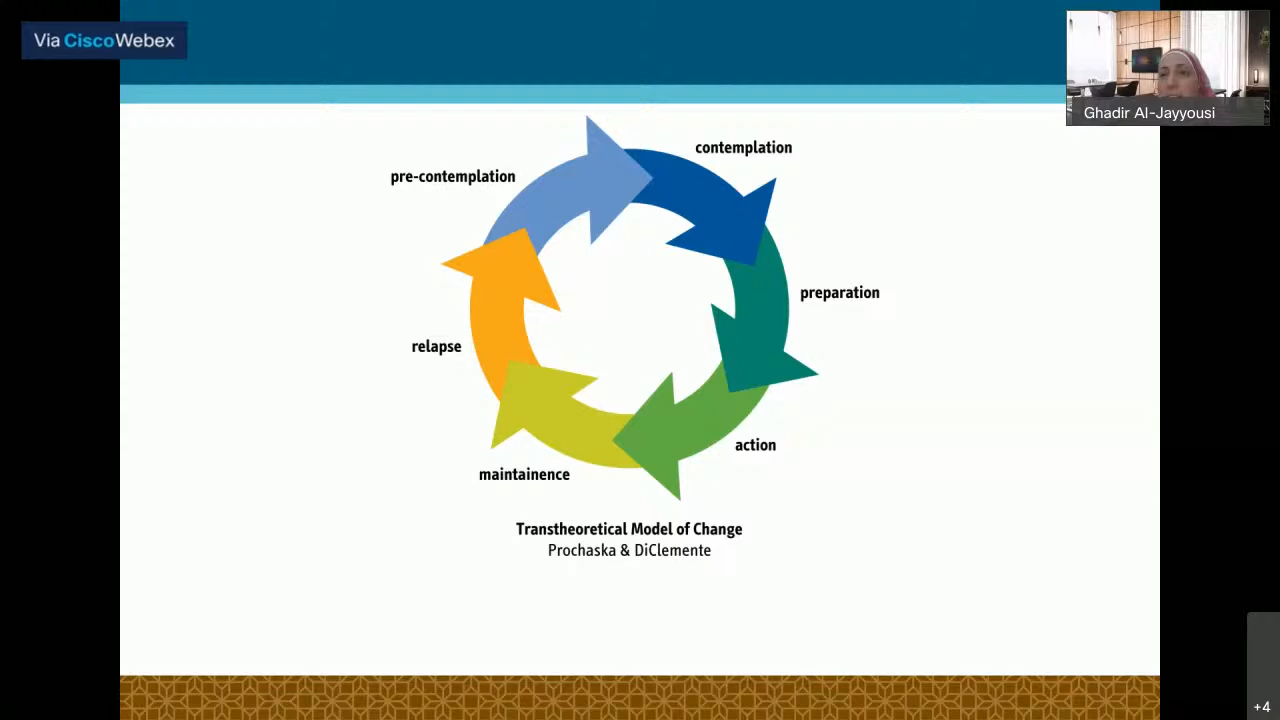 Via CiscoWebex
Ghadir Al-Jayyousi
contemplation
pre-contemplation
preparation
relapse
action
maintainence
Transtheoretical Model of Change
Prochaska & DiClemente
+4